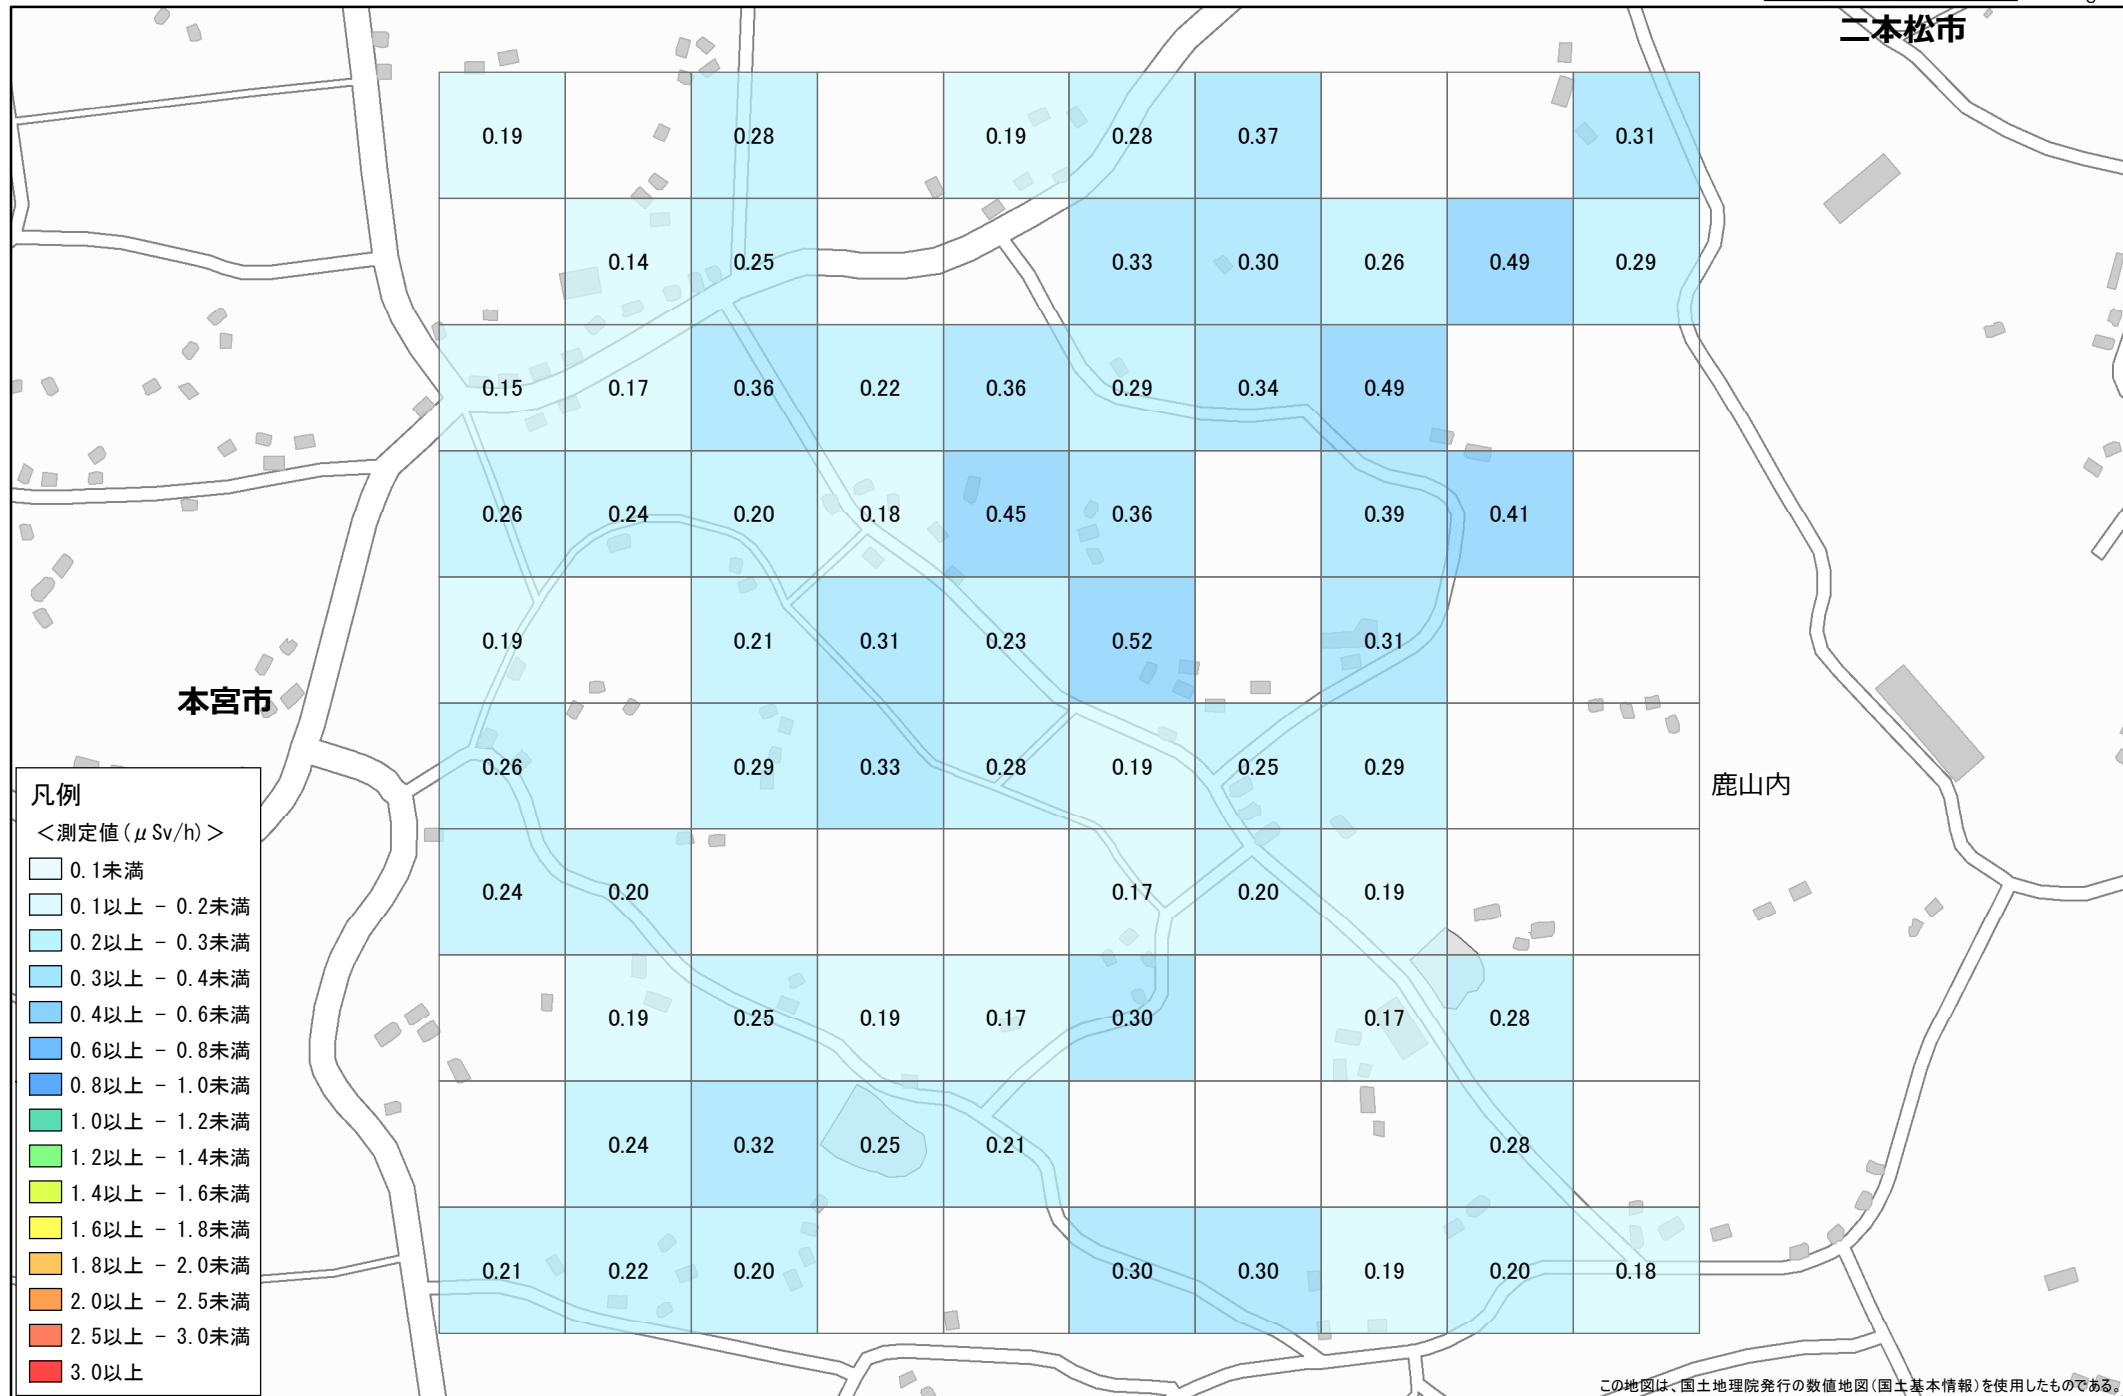 二本松市
0.19 0.28 0.19 0.28 0.37 0.31
0.14 0.25 0.33 0.30 0.26 0.49 0.29
0.15 0.17 0.36 0.22 0.36 0.29 0.34 0.49
0.26 0.24 0.20 0.18 0.45 0.36 0.39 0.41
0.19 0.21 0.31 0.23 0.52 0.31
本宮市
0.26 0.29 0.33 0.28 0.19 0.25 0.29
鹿山内
0.24 0.20 0.17 0.20 0.19
0.19 0.25 0.19 0.17 0.30 0.17 0.28
0.24 0.32 0.25 0.21 0.28
0.21 0.22 0.20 0.30 0.30 0.19 0.20 0.18
凡例
＜測定値(μSv/h)＞
0.1未満
0.1以上 - 0.2未満
0.2以上 - 0.3未満
0.3以上 - 0.4未満
0.4以上 - 0.6未満
0.6以上 - 0.8未満
0.8以上 - 1.0未満
1.0以上 - 1.2未満
1.2以上 - 1.4未満
1.4以上 - 1.6未満
1.6以上 - 1.8未満
1.8以上 - 2.0未満
2.0以上 - 2.5未満
2.5以上 - 3.0未満
3.0以上
この地図は、国土地理院発行の数値地図(国土基本情報)を使用したものである。